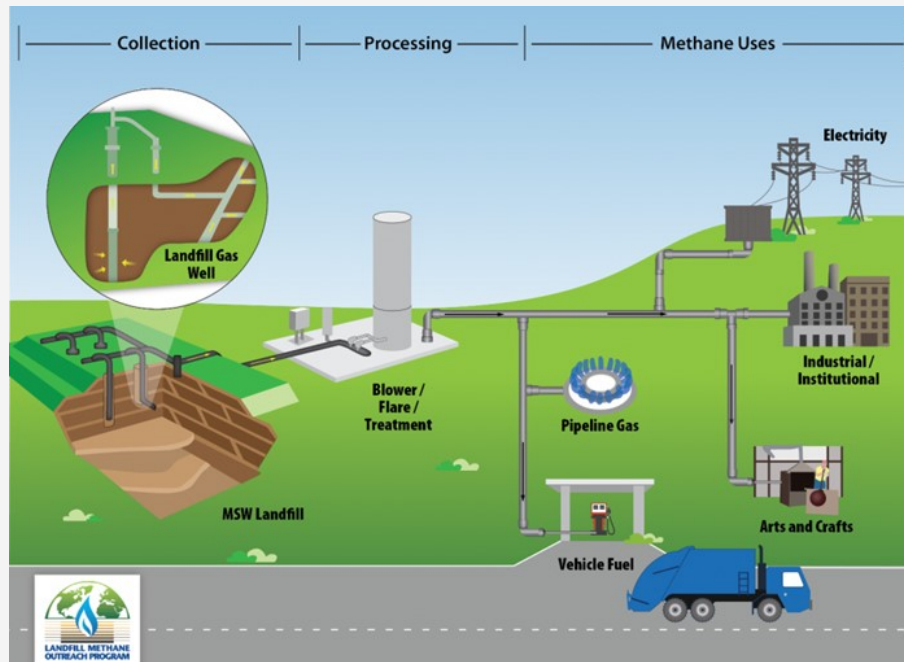 Collection
Processing
Methane Uses
Electricity
Landfill Gas
Well
Industrial /
Institutional
Blower /
Flare /
Treatment
Pipeline Gas
MSW Landfill
Arts and Crafts
Vehicle Fuel
LANDFILL METHANE
OUTREACH PROGRAM